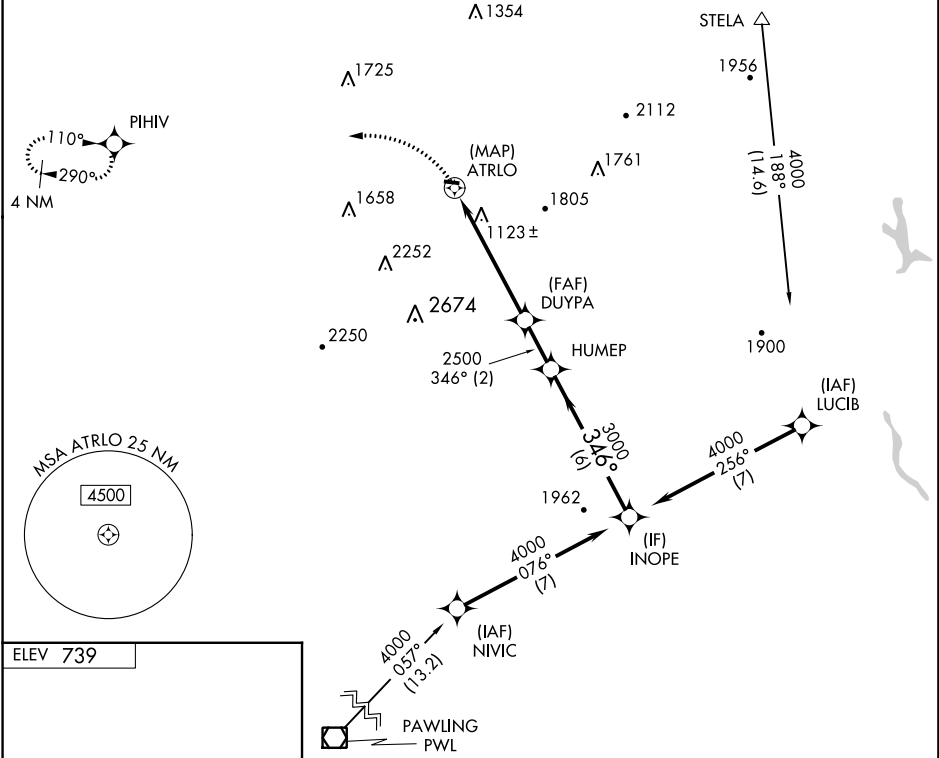 1354
STELA
1725
1956
2112
PIHIV
110°
290°
4 NM
(MAP)
ATRLO
1761
4000
188°
(14.6)
1658
1805
1123 ±
2252
(FAF)
DUYPA
2674
2250
HUMEP
2500
346° (2)
1900
(IAF)
LUCIB
3000
346°
(6)
4000
256°
(7)
MSA ATRLO 25 NM
4500
1962
(IF)
INOPE
4000
076°
(7)
(IAF)
NIVIC
4000
057°
(13.2)
ELEV 739
PAWLING
PWL